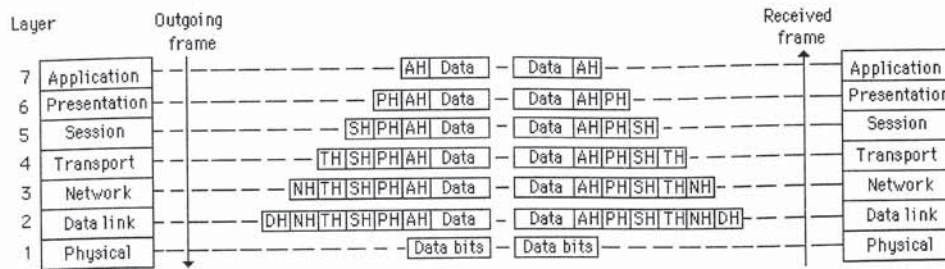 Layer Outgoing frame Received frame
7 Application AH Data Data AH Application
6 Presentation PH AH Data Data AH PH Presentation
5 Session SH PH AH Data Data AH PH SH Session
4 Transport TH SH PH AH Data Data AH PH SH TH Transport
3 Network NH TH SH PH AH Data Data AH PH SH TH NH Network
2 Data link DH NH TH SH PH AH Data Data AH PH SH TH NH DH Data link
1 Physical Data bits Data bits Physical